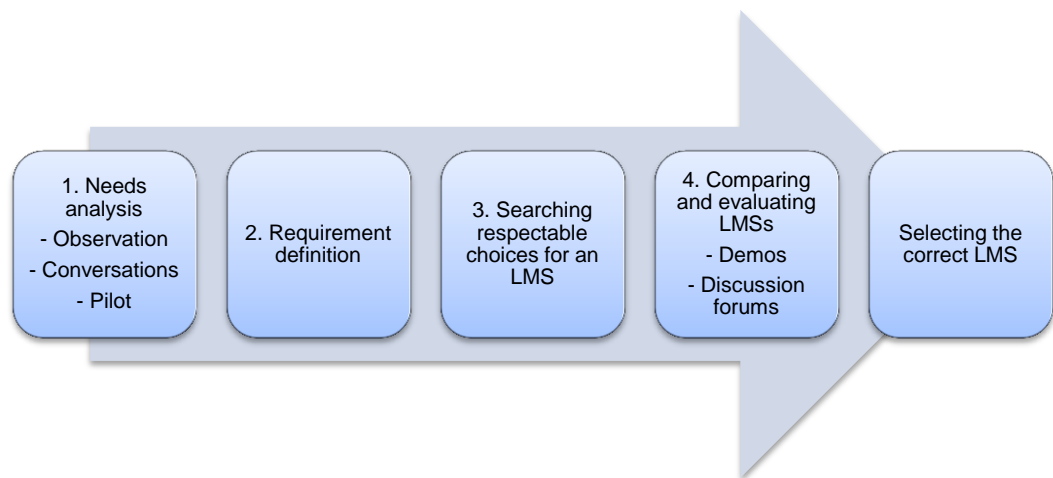 1. Needs
analysis
- Observation
- Conversations
- Pilot
2. Requirement
definition
3. Searching
respectable
choices for an
LMS
4. Comparing
and evaluating
LMSs
- Demos
- Discussion
forums
Selecting the
correct LMS